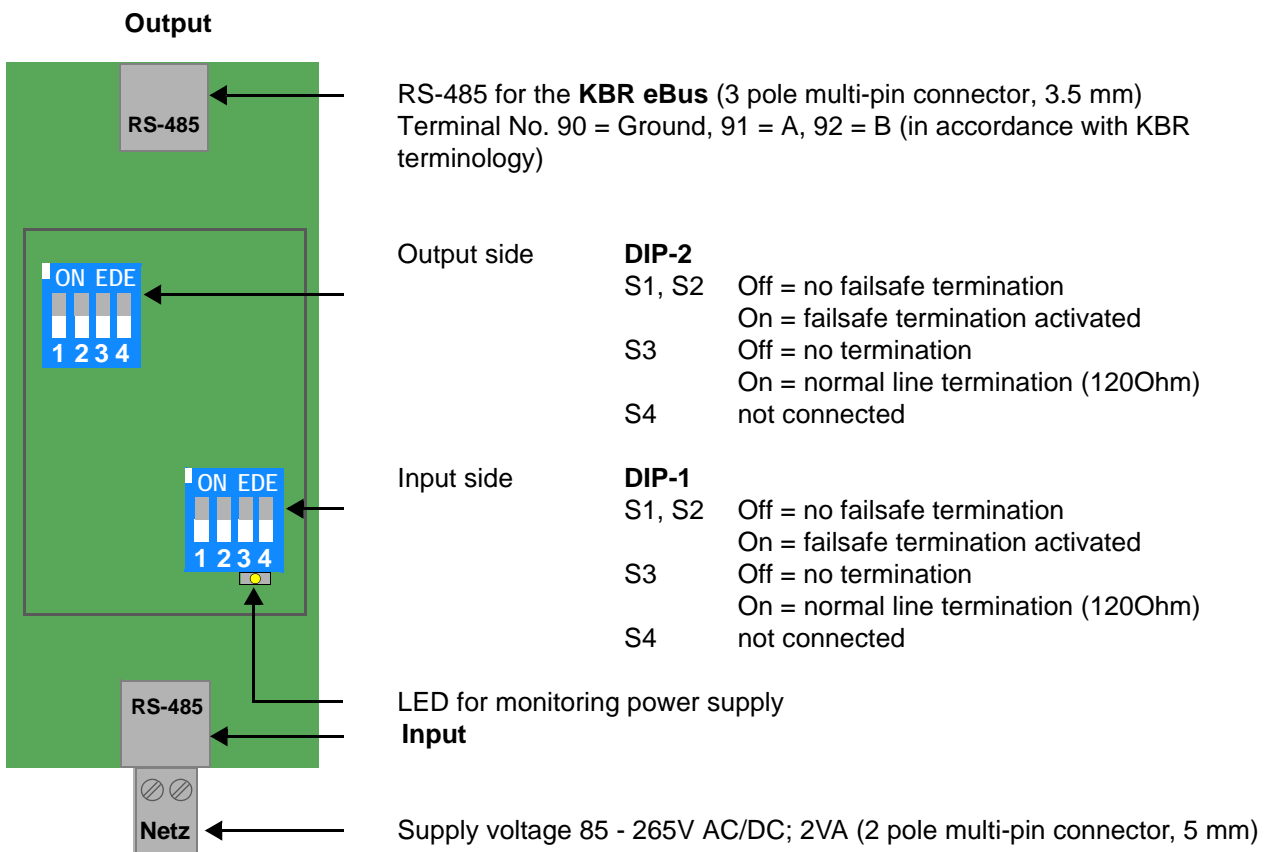 Output
RS-485
RS-485 for the KBR eBus (3 pole multi-pin connector, 3.5 mm)
Terminal No. 90 = Ground, 91 = A, 92 = B (in accordance with KBR
terminology)
ON EDE
1 2 3 4
Output side DIP-2
S1, S2 Off = no failsafe termination
On = failsafe termination activated
S3 Off = no termination
On = normal line termination (120Ohm)
S4 not connected
ON EDE
1 2 3 4
Input side DIP-1
S1, S2 Off = no failsafe termination
On = failsafe termination activated
S3 Off = no termination
On = normal line termination (120Ohm)
S4 not connected
LED for monitoring power supply
RS-485
Input
Netz
Supply voltage 85 - 265V AC/DC; 2VA (2 pole multi-pin connector, 5 mm)